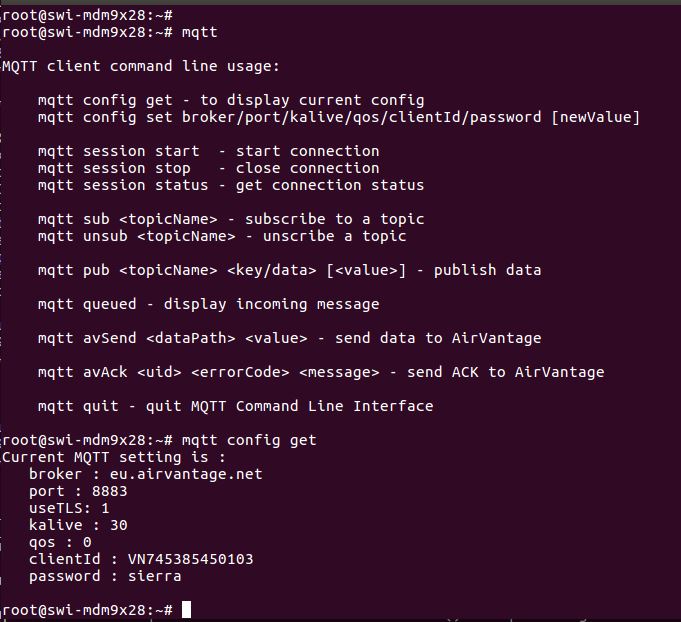 root@swi-mdm9x28:~#
root@swi-mdm9x28:~# mqtt
MQTT client command line usage:
mqtt config get - to display current config
mqtt config set broker/port/kalive/qos/clientId/password [newValue]
mqtt session start  - start connection
mqtt session stop   - close connection
mqtt session status - get connection status
mqtt sub <topicName> - subscribe to a topic
mqtt unsub <topicName> - unscribe a topic
mqtt pub <topicName> <key/data> [<value>] - publish data
mqtt queued - display incoming message
mqtt avSend <dataPath> <value> - send data to AirVantage
mqtt avAck <uid> <errorCode> <message> - send ACK to AirVantage
mqtt quit - quit MQTT Command Line Interface
root@swi-mdm9x28:~# mqtt config get
Current MQTT setting is :
broker : eu.airvantage.net
port : 8883
useTLS: 1
kalive : 30
qos : 0
clientId : VN745385450103
password : sierra
root@swi-mdm9x28:~#